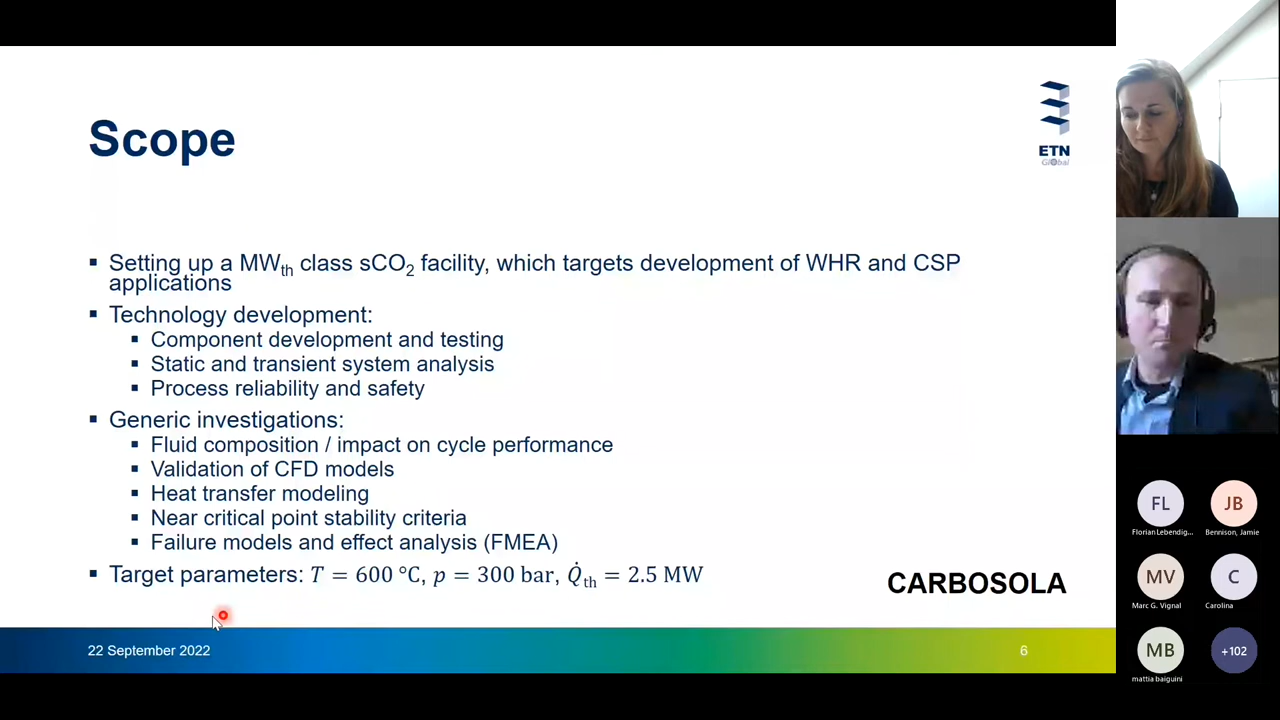 Scope
ETN
Global
▪ Setting up a MWth class sCO2 facility, which targets development of WHR and CSP
applications
▪ Technology development:
▪ Component development and testing
▪ Static and transient system analysis
▪ Process reliability and safety
▪ Generic investigations:
▪ Fluid composition / impact on cycle performance
▪ Validation of CFD models
▪ Heat transfer modeling
▪ Near critical point stability criteria
▪ Failure models and effect analysis (FMEA)
▪ Target parameters: T = 600 °C, p = 300 bar, Q̇th = 2.5 MW
CARBOSOLA
22 September 2022
6
FL
JB
Florian Lebendig...
Bennison, Jamie
MV
C
Marc G. Vignal
Carolina
MB
+102
mattia baiguini